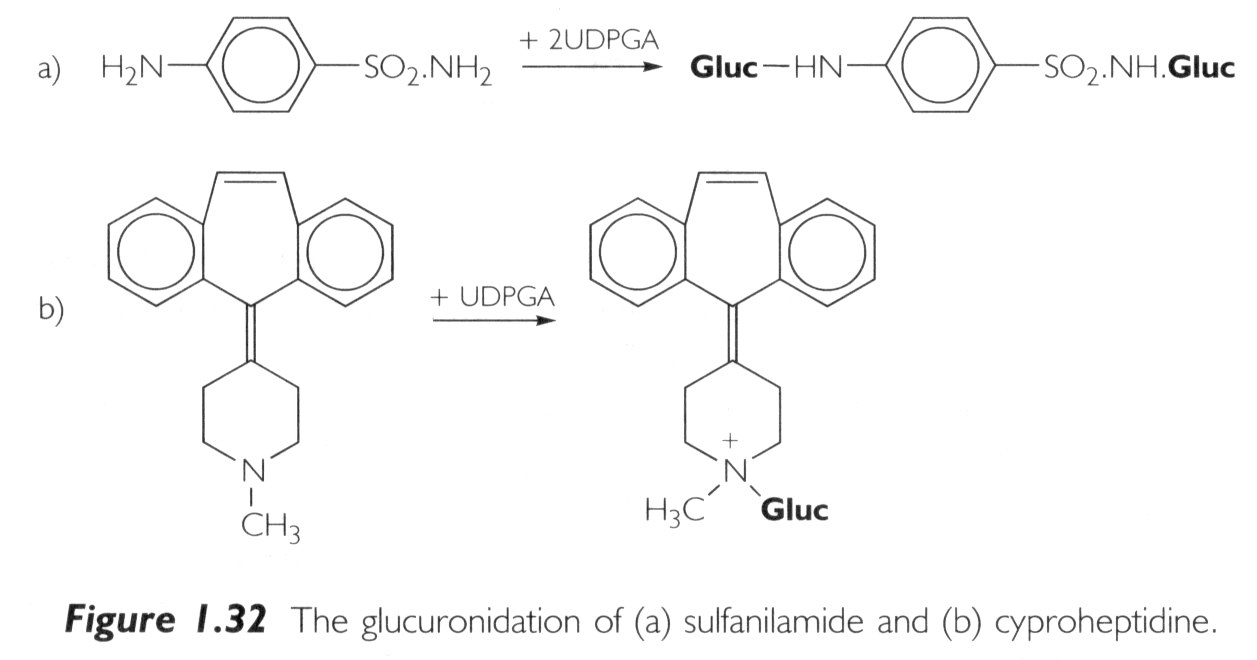 a) H₂N SO₂.NH₂ + 2UDPGA Gluc—HN SO₂.NH.Gluc
b) + UDPGA
N + N
CH₃ H₃C Gluc
Figure 1.32 The glucuronidation of (a) sulfanilamide and (b) cyproheptidine.